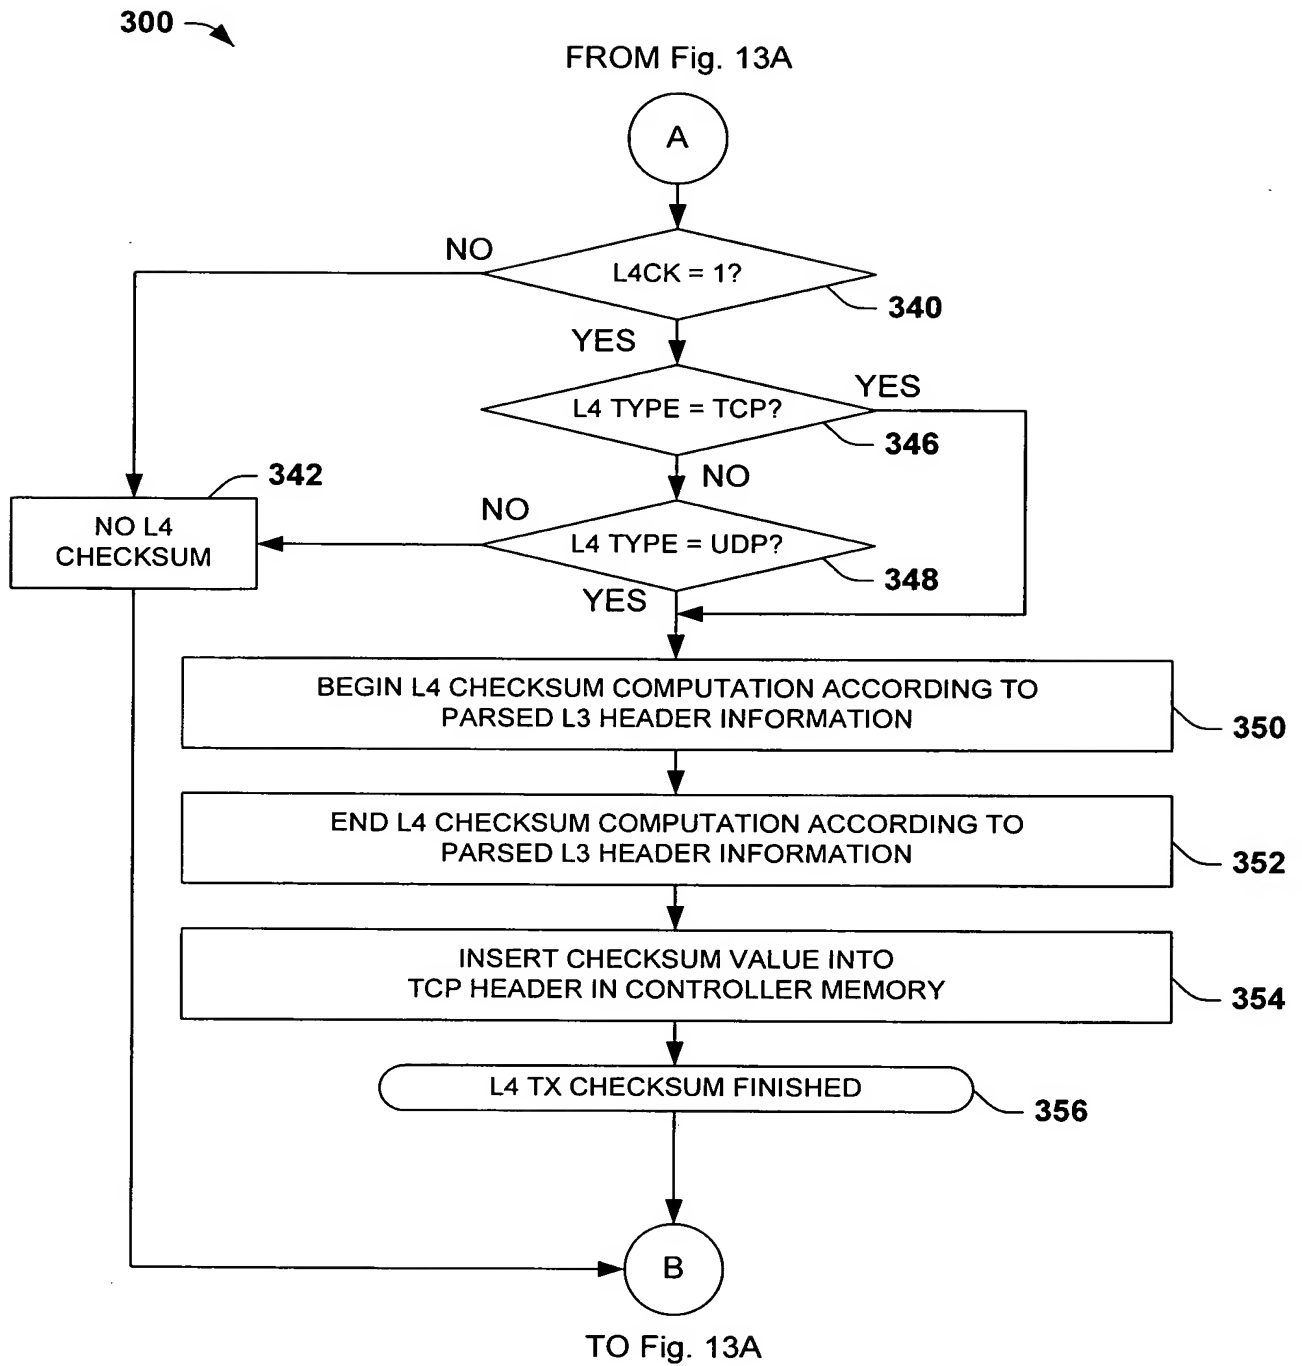 300
FROM Fig. 13A
A
NO
L4CK = 1?
340
YES
L4 TYPE = TCP?
YES
346
NO
342
NO L4
CHECKSUM
NO
L4 TYPE = UDP?
348
YES
BEGIN L4 CHECKSUM COMPUTATION ACCORDING TO
PARSED L3 HEADER INFORMATION
350
END L4 CHECKSUM COMPUTATION ACCORDING TO
PARSED L3 HEADER INFORMATION
352
INSERT CHECKSUM VALUE INTO
TCP HEADER IN CONTROLLER MEMORY
354
L4 TX CHECKSUM FINISHED
356
B
TO Fig. 13A